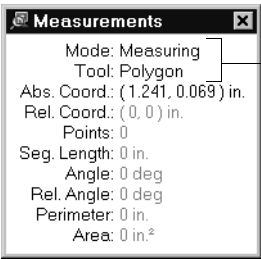 Measurements
Mode: Measuring
Tool: Polygon
Abs. Coord.: (1.241, 0.069) in.
Rel. Coord.: (0, 0) in.
Points: 0
Seg. Length: 0 in.
Angle: 0 deg
Rel. Angle: 0 deg
Perimeter: 0 in.
Area: 0 in.²